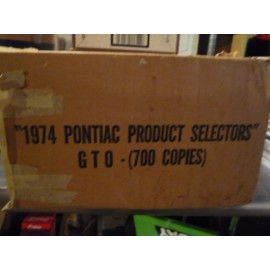 "1974 PONTIAC PRODUCT SELECTORS"
GTO - (700 COPIES)